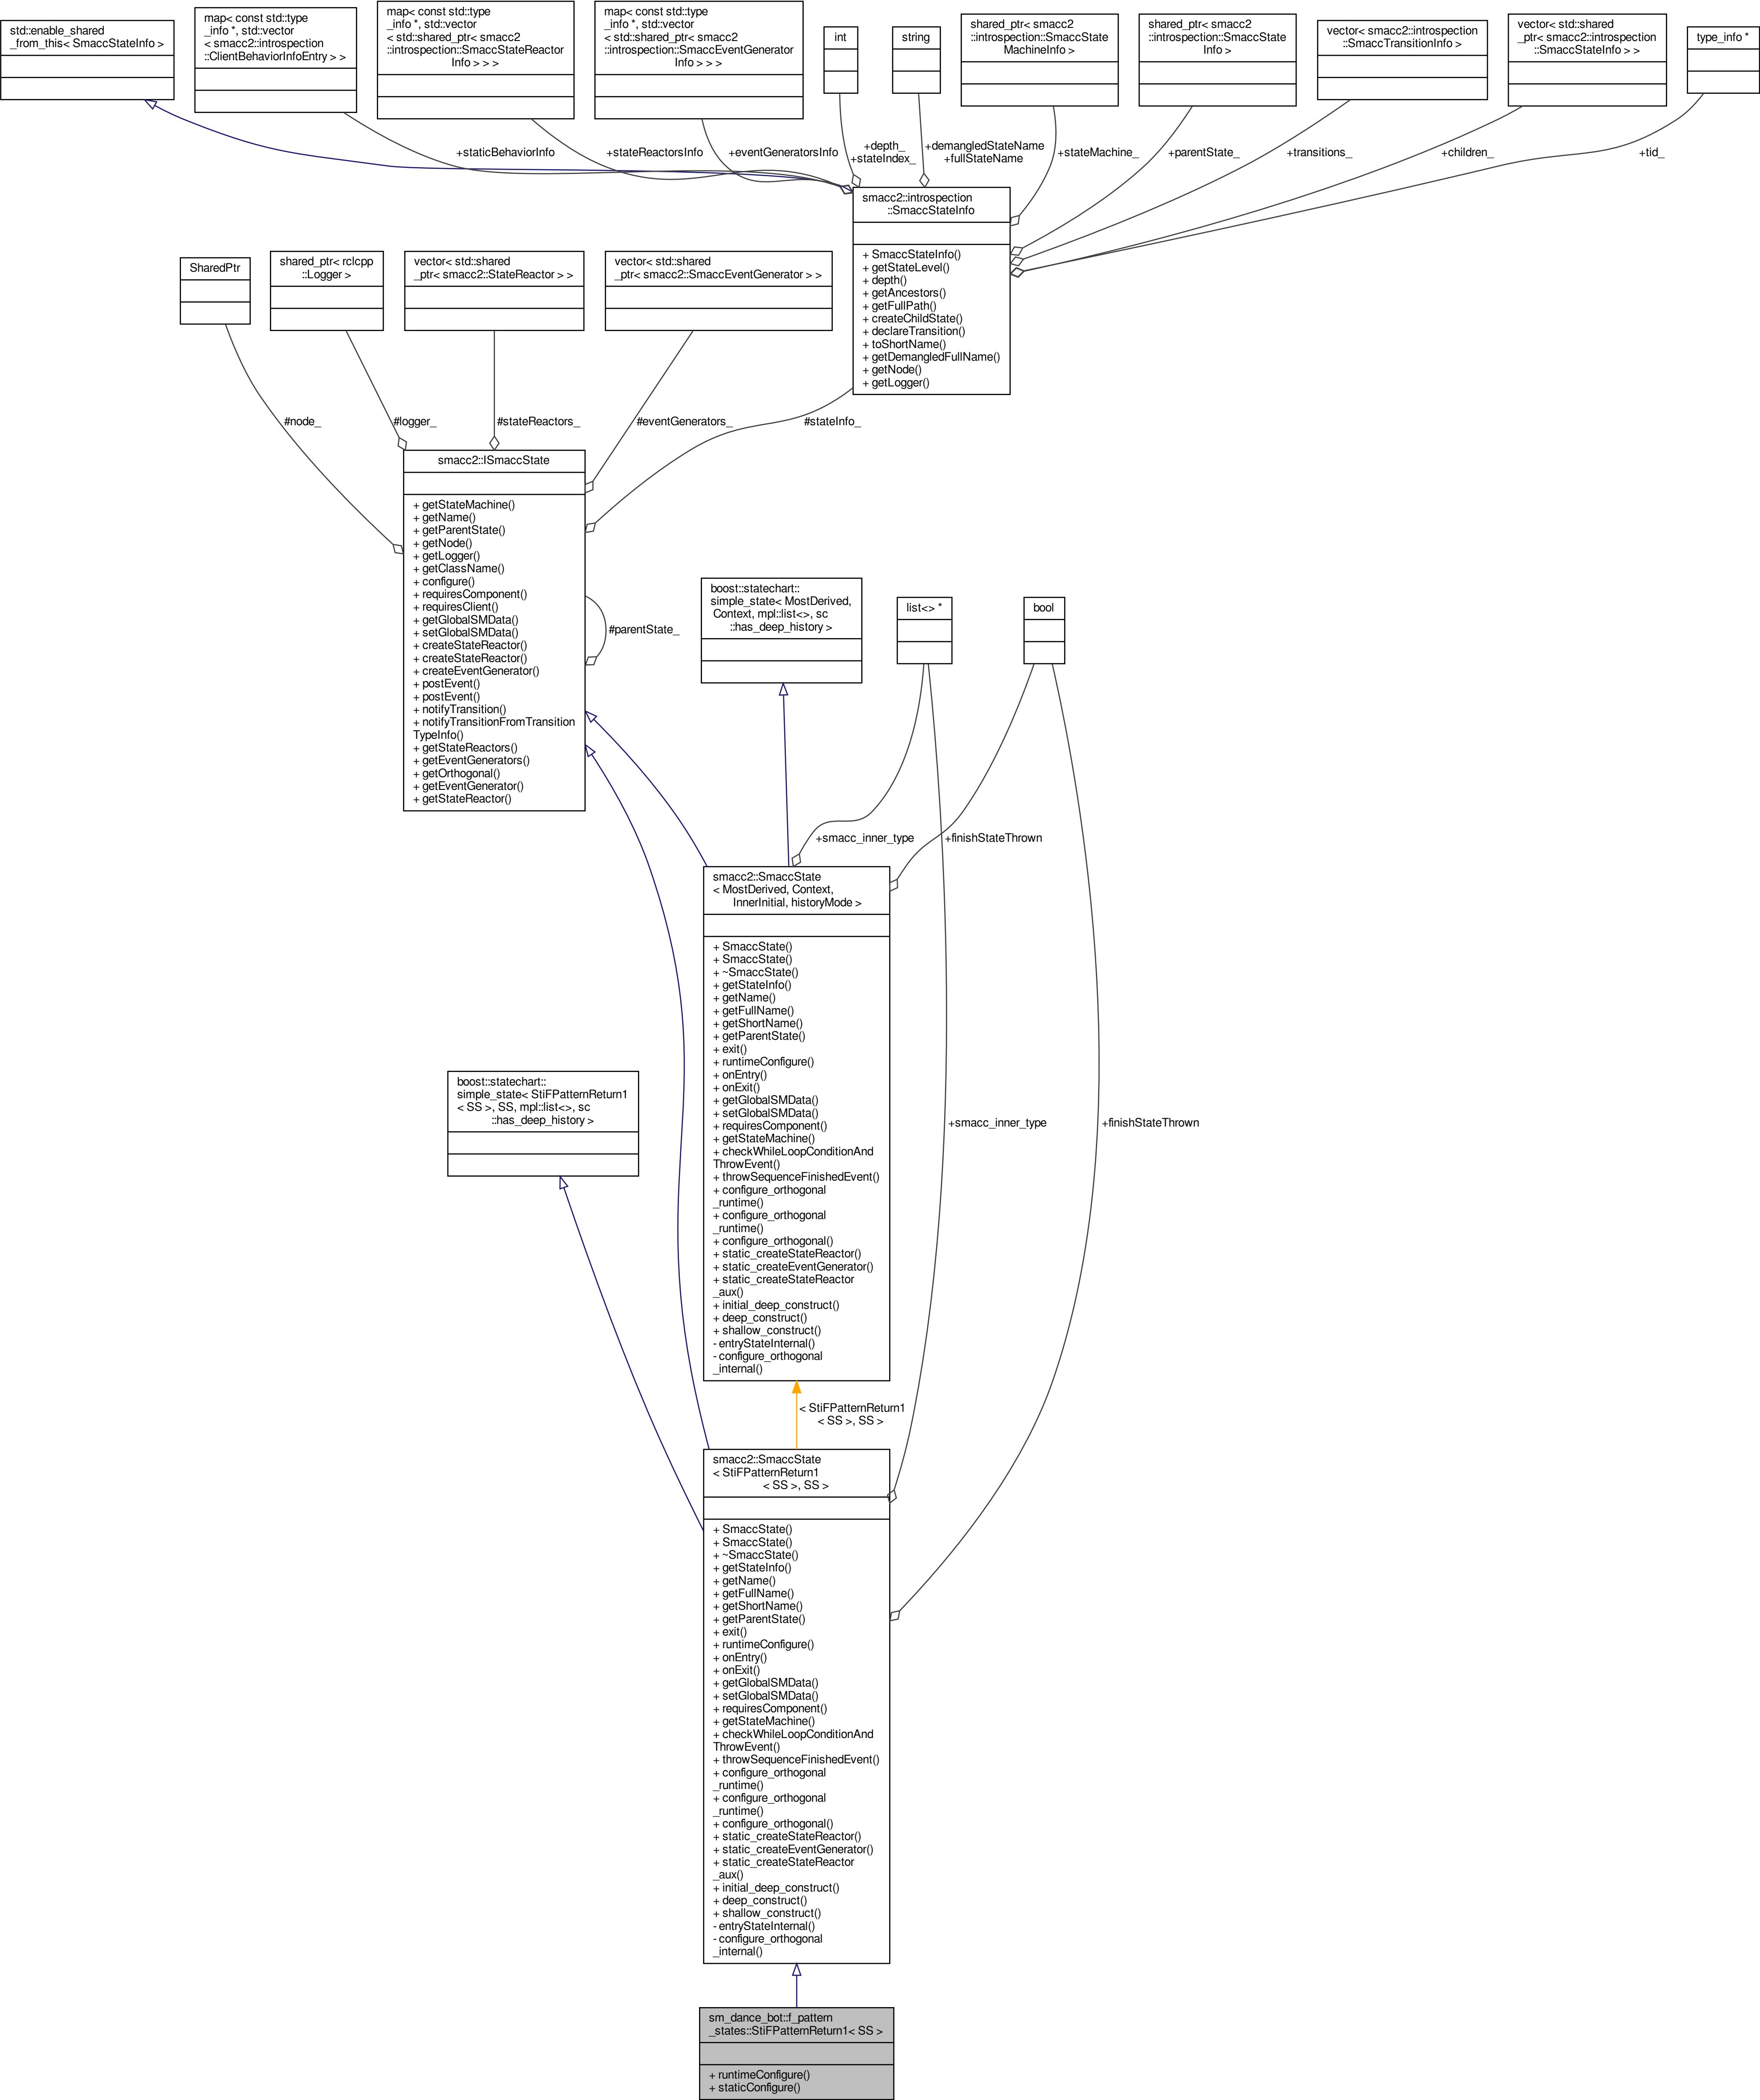 std::enable_shared
_from_this< SmaccStateInfo >
map< const std::type
_info *, std::vector
< smacc2::introspection
::ClientBehaviorInfoEntry > >
map< const std::type
_info *, std::vector
< std::shared_ptr< smacc2
::introspection::SmaccStateReactor
Info > > >
map< const std::type
_info *, std::vector
< std::shared_ptr< smacc2
::introspection::SmaccEventGenerator
Info > > >
int
string
shared_ptr< smacc2
::introspection::SmaccState
MachineInfo >
shared_ptr< smacc2
::introspection::SmaccState
Info >
vector< smacc2::introspection
::SmaccTransitionInfo >
vector< std::shared
_ptr< smacc2::introspection
::SmaccStateInfo > >
type_info *
+staticBehaviorInfo
+stateReactorsInfo
+eventGeneratorsInfo
+depth_
+stateIndex_
+demangledStateName
+fullStateName
+stateMachine_
+parentState_
+transitions_
+children_
+tid_
smacc2::introspection
::SmaccStateInfo
+ SmaccStateInfo()
+ getStateLevel()
+ depth()
+ getAncestors()
+ getFullPath()
+ createChildState()
+ declareTransition()
+ toShortName()
+ getDemangledFullName()
+ getNode()
+ getLogger()
SharedPtr
shared_ptr< rclcpp
::Logger >
vector< std::shared
_ptr< smacc2::StateReactor > >
vector< std::shared
_ptr< smacc2::SmaccEventGenerator > >
#node_
#logger_
#stateReactors_
#eventGenerators_
#stateInfo_
smacc2::ISmaccState
+ getStateMachine()
+ getName()
+ getParentState()
+ getNode()
+ getLogger()
+ getClassName()
+ configure()
+ requiresComponent()
+ requiresClient()
+ getGlobalSMData()
+ setGlobalSMData()
+ createStateReactor()
+ createStateReactor()
+ createEventGenerator()
+ postEvent()
+ postEvent()
+ notifyTransition()
+ notifyTransitionFromTransition
TypeInfo()
+ getStateReactors()
+ getEventGenerators()
+ getOrthogonal()
+ getEventGenerator()
+ getStateReactor()
#parentState_
boost::statechart::
simple_state< MostDerived,
Context, mpl::list<>, sc
::has_deep_history >
list<> *
bool
+smacc_inner_type
+finishStateThrown
smacc2::SmaccState
< MostDerived, Context,
InnerInitial, historyMode >
+ SmaccState()
+ SmaccState()
+ ~SmaccState()
+ getStateInfo()
+ getName()
+ getFullName()
+ getShortName()
+ getParentState()
+ exit()
+ runtimeConfigure()
+ onEntry()
+ onExit()
+ getGlobalSMData()
+ setGlobalSMData()
+ requiresComponent()
+ getStateMachine()
+ checkWhileLoopConditionAnd
ThrowEvent()
+ throwSequenceFinishedEvent()
+ configure_orthogonal
_runtime()
+ configure_orthogonal
_runtime()
+ configure_orthogonal()
+ static_createStateReactor()
+ static_createEventGenerator()
+ static_createStateReactor
_aux()
+ initial_deep_construct()
+ deep_construct()
+ shallow_construct()
- entryStateInternal()
- configure_orthogonal
_internal()
boost::statechart::
simple_state< StiFPatternReturn1
< SS >, SS, mpl::list<>, sc
::has_deep_history >
+smacc_inner_type
+finishStateThrown
< StiFPatternReturn1
< SS >, SS >
smacc2::SmaccState
< StiFPatternReturn1
< SS >, SS >
+ SmaccState()
+ SmaccState()
+ ~SmaccState()
+ getStateInfo()
+ getName()
+ getFullName()
+ getShortName()
+ getParentState()
+ exit()
+ runtimeConfigure()
+ onEntry()
+ onExit()
+ getGlobalSMData()
+ setGlobalSMData()
+ requiresComponent()
+ getStateMachine()
+ checkWhileLoopConditionAnd
ThrowEvent()
+ throwSequenceFinishedEvent()
+ configure_orthogonal
_runtime()
+ configure_orthogonal
_runtime()
+ configure_orthogonal()
+ static_createStateReactor()
+ static_createEventGenerator()
+ static_createStateReactor
_aux()
+ initial_deep_construct()
+ deep_construct()
+ shallow_construct()
- entryStateInternal()
- configure_orthogonal
_internal()
sm_dance_bot::f_pattern
_states::StiFPatternReturn1< SS >
+ runtimeConfigure()
+ staticConfigure()